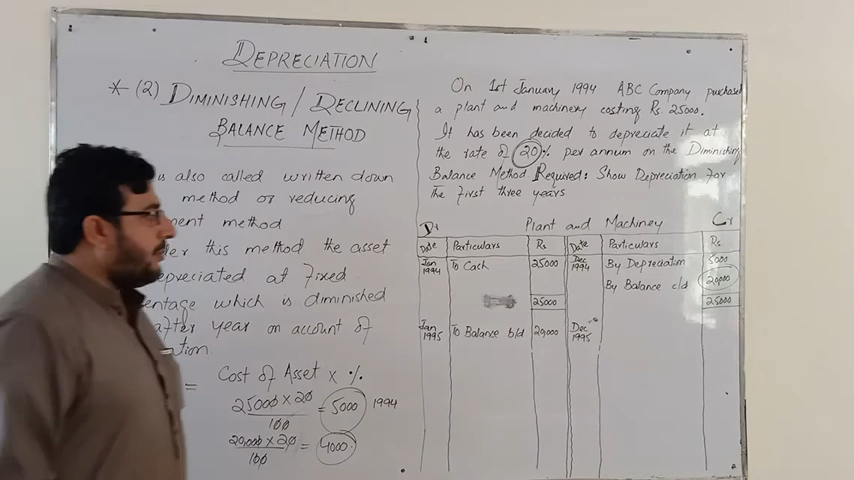 DEPRECIATION
* (2) DIMINISHING / DECLINING
BALANCE METHOD
is also called written down
method or reducing
ment method
er this method the asset
epreciated at fixed
entage which is diminished
after year on account of
ation
= Cost of Asset x %
25000 x 20 = 5000 1994
100
20,000 x 20 = 4000
100
On 1st January 1994 ABC Company purchased
a plant and machinery costing Rs. 25000.
It has been decided to depreciate it at
the rate of 20% per annum on the Diminishing
Balance Method Required: Show Depreciation for
The First three years
Dr Plant and Machiney Cr
Date Particulars Rs Date Particulars Rs
Jan 1994 To Cash 25000 Dec 1994 By Depreciation 5000
By Balance c/d 20,000
25000 25000
Jan 1995 To Balance b/d 20,000 Dec 1995